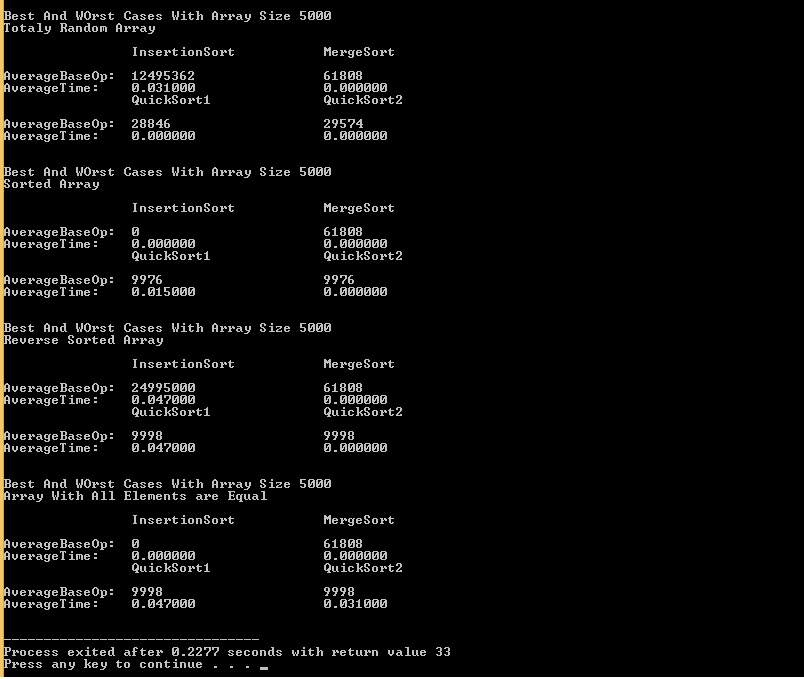 Best And WOrst Cases With Array Size 5000
Totaly Random Array
InsertionSort MergeSort
AverageBaseOp: 12495362 61808
AverageTime: 0.031000 0.000000
QuickSort1 QuickSort2
28846 29574
AverageBaseOp: 28846 29574
AverageTime: 0.000000 0.000000
Best And WOrst Cases With Array Size 5000
Sorted Array
InsertionSort MergeSort
AverageBaseOp: 0 61808
AverageTime: 0.000000 0.000000
QuickSort1 QuickSort2
AverageBaseOp: 9976 9976
AverageTime: 0.015000 0.000000
Best And WOrst Cases With Array Size 5000
Reverse Sorted Array
InsertionSort MergeSort
AverageBaseOp: 24995000 61808
AverageTime: 0.047000 0.000000
QuickSort1 QuickSort2
AverageBaseOp: 9998 9998
AverageTime: 0.047000 0.000000
Best And WOrst Cases With Array Size 5000
Array With All Elements are Equal
InsertionSort MergeSort
AverageBaseOp: 0 61808
AverageTime: 0.000000 0.000000
QuickSort1 QuickSort2
AverageBaseOp: 9998 9998
AverageTime: 0.047000 0.031000
--------------------------------
Process exited after 0.2277 seconds with return value 33
Press any key to continue . . . _